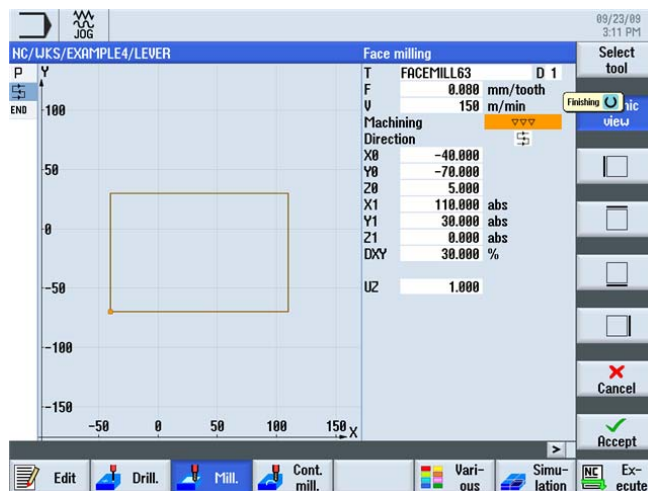 JOG
09/23/09
3:11 PM
NC/WKS/EXAMPLE4/LEVER
Face milling
Select
tool
P
Y
T FACEMILL63 D 1
F 0.080 mm/tooth
V 150 m/min
Finishing
view
END
100
Machining ▽▽▽
Direction
X0 -40.000
Y0 -70.000
Z0 5.000
X1 110.000 abs
Y1 30.000 abs
Z1 0.000 abs
DXY 30.000 %
UZ 1.000
50
0
-50
-100
-150
-50 0 50 100 150 X
Cancel
Accept
>
Edit
Drill.
Mill.
Cont.
mill.
Vari-
ous
Simu-
lation
NC Ex-
ecute